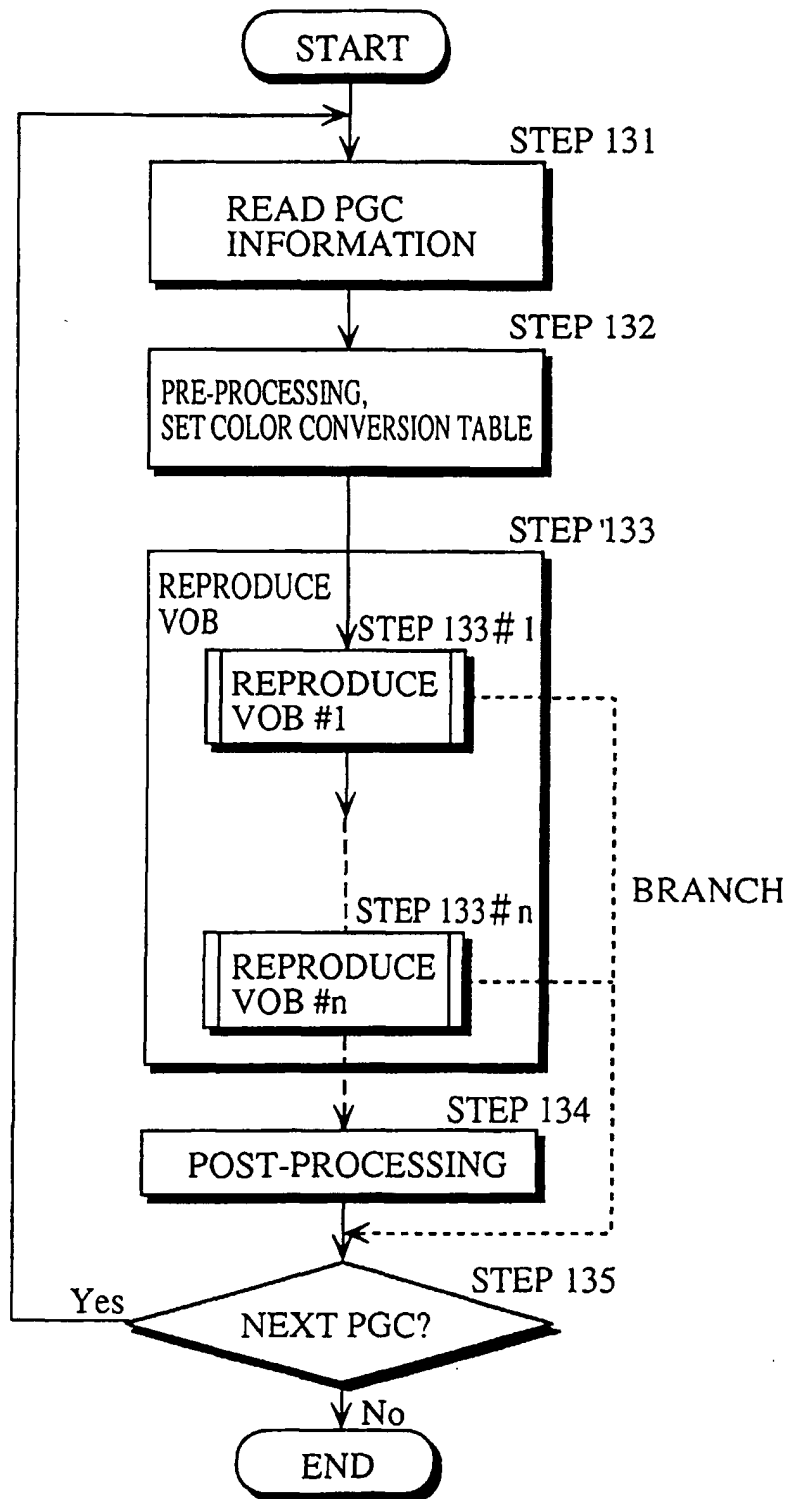 START
STEP 131
READ PGC
INFORMATION
STEP 132
PRE-PROCESSING,
SET COLOR CONVERSION TABLE
STEP '133
REPRODUCE
VOB
STEP 133#1
REPRODUCE
VOB #1
BRANCH
STEP 133#n
REPRODUCE
VOB #n
STEP 134
POST-PROCESSING
STEP 135
Yes
NEXT PGC?
No
END